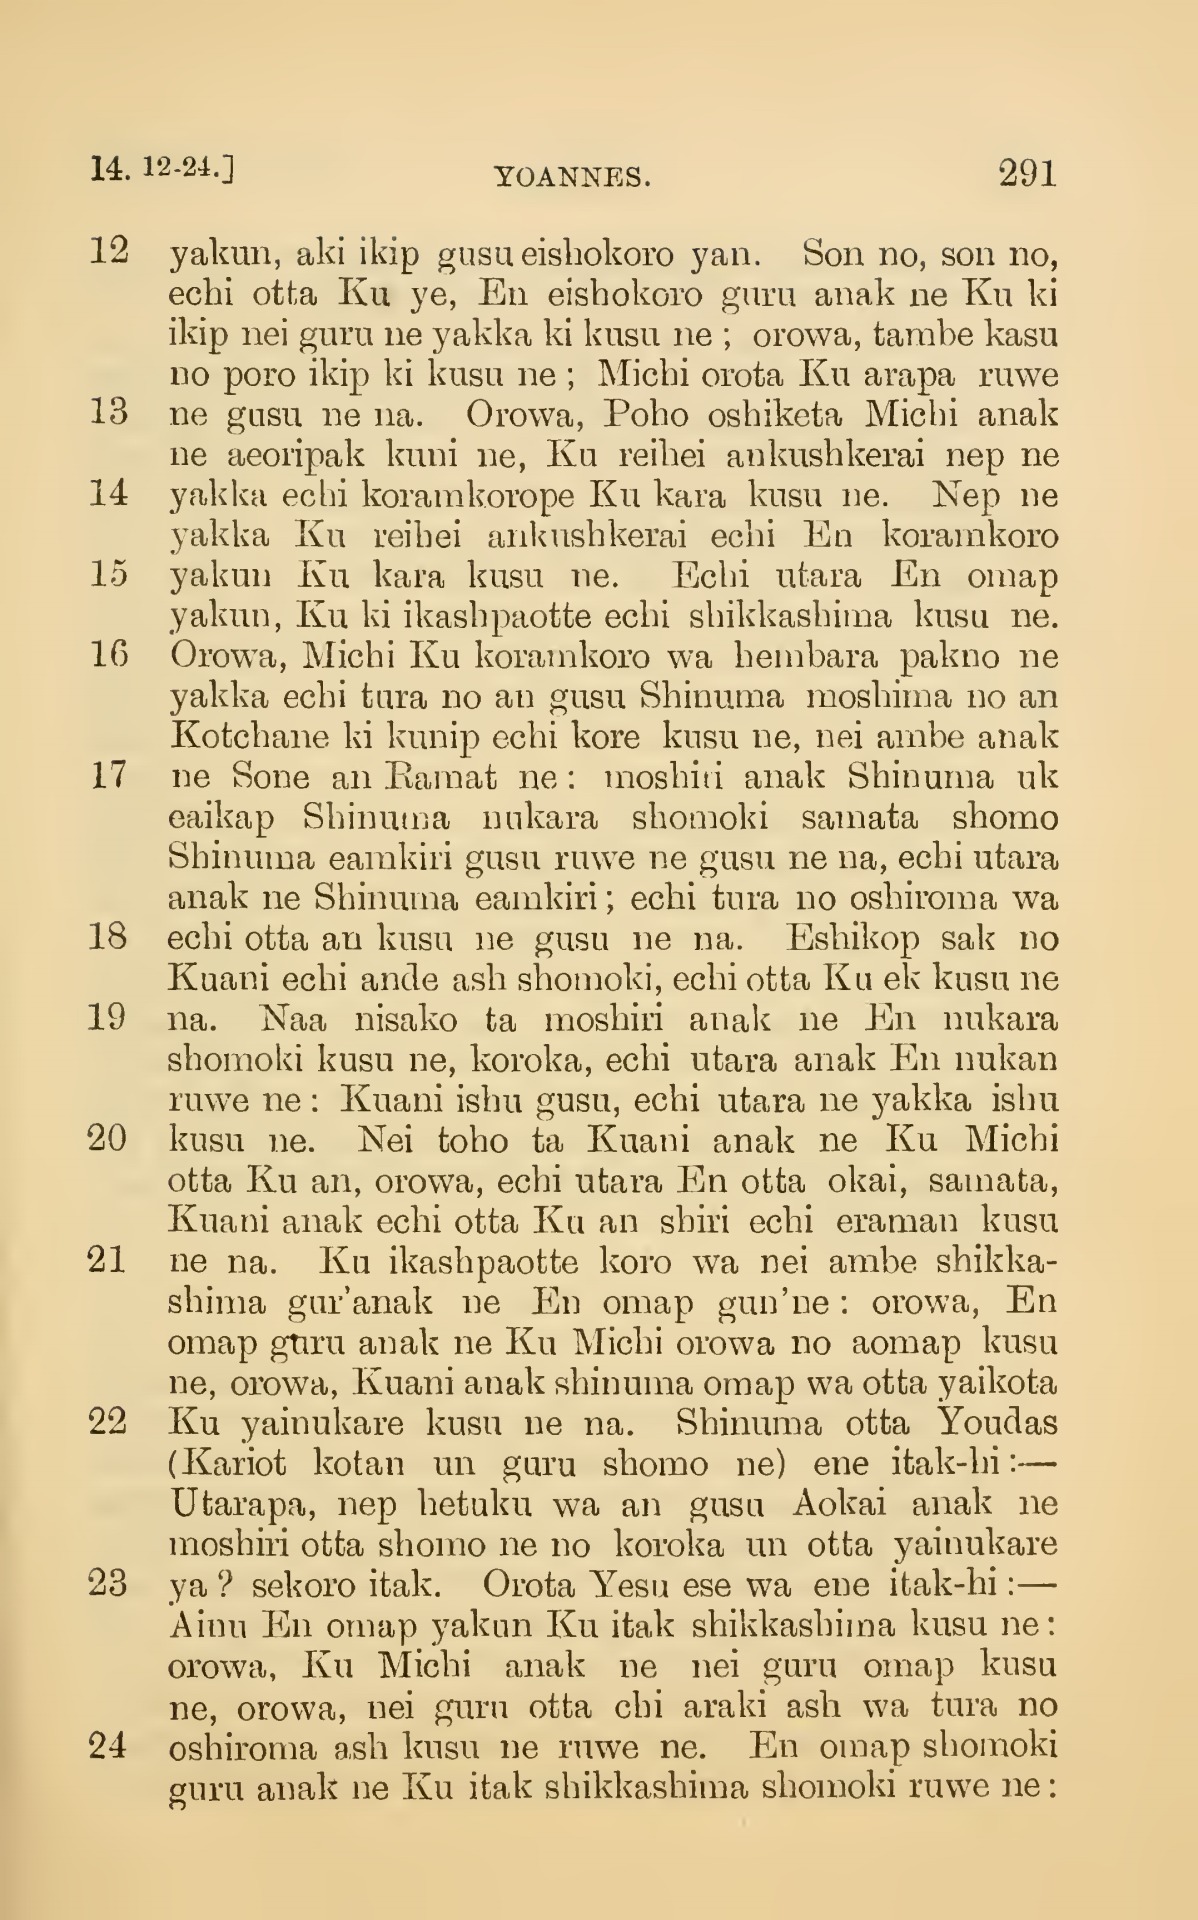 14. 12-24.] YOANNES. 291
12 yakun, aki ikip gusu eishokoro yan. Son no, son no,
echi otta Ku ye, En eishokoro guru anak ne Ku ki
ikip nei guru ne yakka ki kusu ne ; orowa, tambe kasu
no poro ikip ki kusu ne ; Michi orota Ku arapa ruwe
13 ne gusu ne na. Orowa, Poho oshiketa Michi anak
ne aeoripak kuni ne, Ku reihei ankushkerai nep ne
14 yakka echi koramkorope Ku kara kusu ne. Nep ne
yakka Ku reihei ankushkerai echi En koramkoro
15 yakun Ku kara kusu ne. Echi utara En omap
yakun, Ku ki ikashpaotte echi shikkashima kusu ne.
16 Orowa, Michi Ku koramkoro wa hembara pakno ne
yakka echi tura no an gusu Shinuma moshima no an
Kotchane ki kunip echi kore kusu ne, nei ambe anak
17 ne Sone an Ramat ne : moshiri anak Shinuma uk
eaikap Shinuma nukara shomoki samata shomo
Shinuma eamkiri gusu ruwe ne gusu ne na, echi utara
anak ne Shinuma eamkiri ; echi tura no oshiroma wa
18 echi otta an kusu ne gusu ne na. Eshikop sak no
Kuani echi ande ash shomoki, echi otta Ku ek kusu ne
19 na. Naa nisako ta moshiri anak ne En nukara
shomoki kusu ne, koroka, echi utara anak En nukan
ruwe ne : Kuani ishu gusu, echi utara ne yakka ishu
20 kusu ne. Nei toho ta Kuani anak ne Ku Michi
otta Ku an, orowa, echi utara En otta okai, samata,
Kuani anak echi otta Ku an shiri echi eraman kusu
21 ne na. Ku ikashpaotte koro wa nei ambe shikka-
shima gur'anak ne En omap gun'ne : orowa, En
omap guru anak ne Ku Michi orowa no aomap kusu
ne, orowa, Kuani anak shinuma omap wa otta yaikota
22 Ku yainukare kusu ne na. Shinuma otta Youdas
(Kariot kotan un guru shomo ne) ene itak-hi :—
Utarapa, nep hetuku wa an gusu Aokai anak ne
moshiri otta shomo ne no koroka un otta yainukare
23 ya ? sekoro itak. Orota Yesu ese wa ene itak-hi :—
Ainu En omap yakun Ku itak shikkashima kusu ne :
orowa, Ku Michi anak ne nei guru omap kusu
ne, orowa, nei guru otta chi araki ash wa tura no
24 oshiroma ash kusu ne ruwe ne. En omap shomoki
guru anak ne Ku itak shikkashima shomoki ruwe ne :